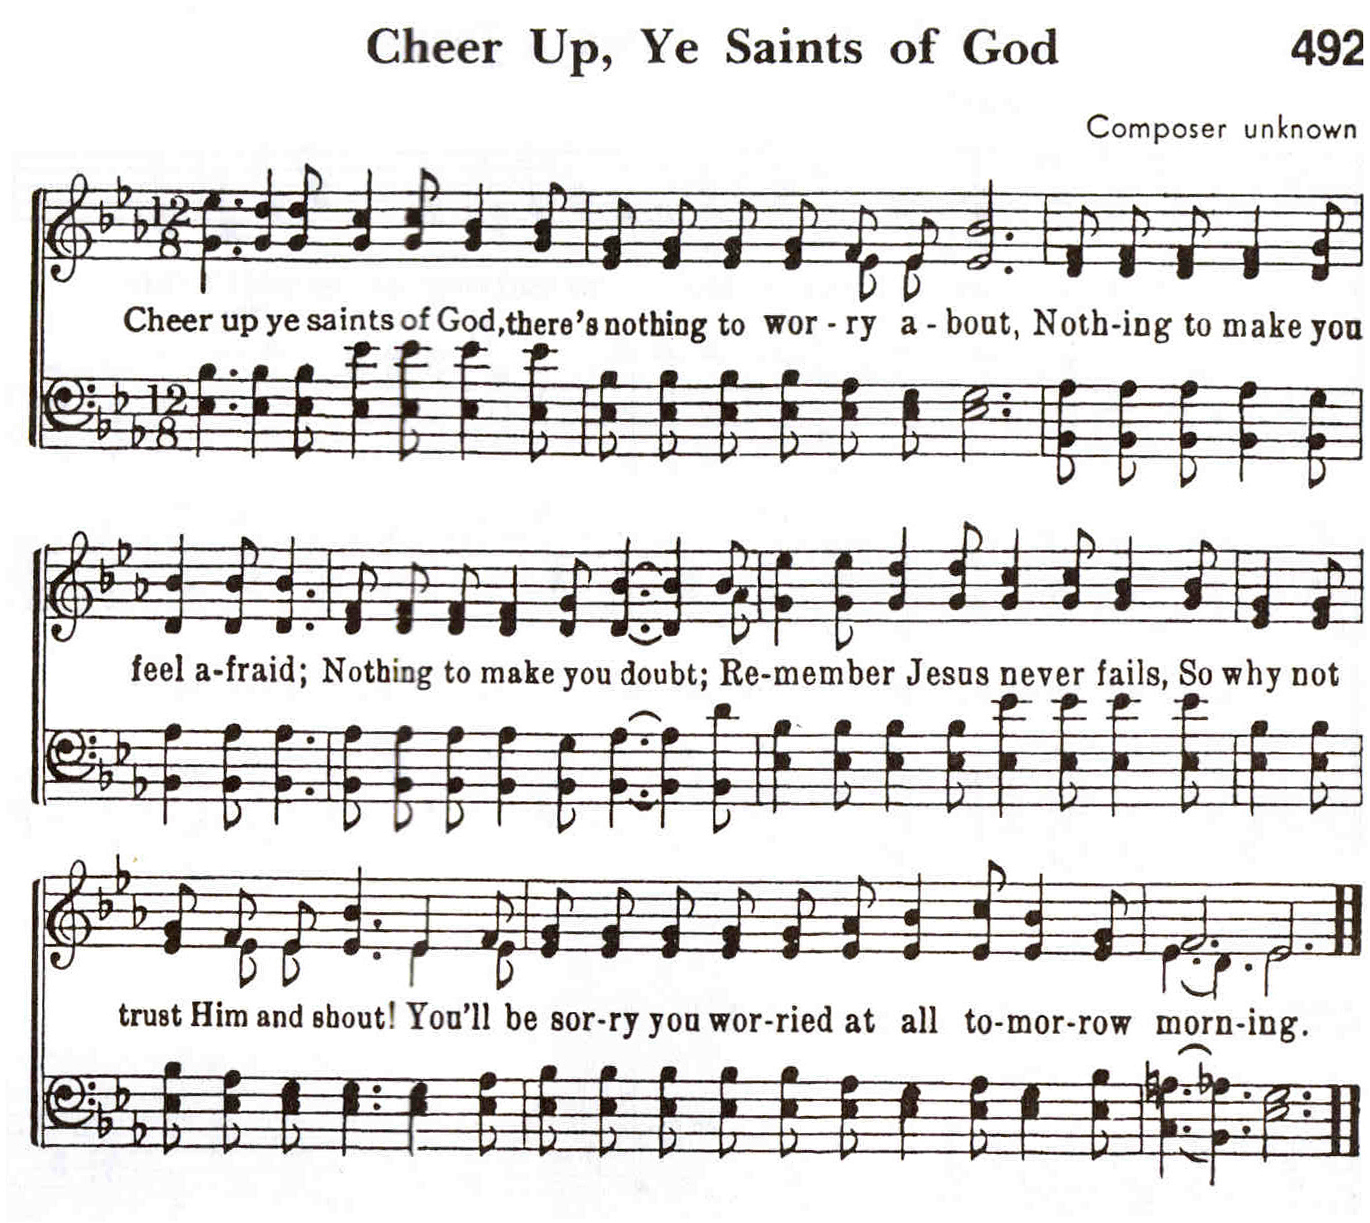 Cheer Up, Ye Saints of God 492
Composer unknown
12 8
Cheer up ye saints of God, there's nothing to wor - ry a - bout, Noth-ing to make you
12 8
feel a-fraid; Nothing to make you doubt; Re-member Jesus never fails, So why not
trust Him and shout! You'll be sor-ry you wor-ried at all to-mor-row morn-ing.